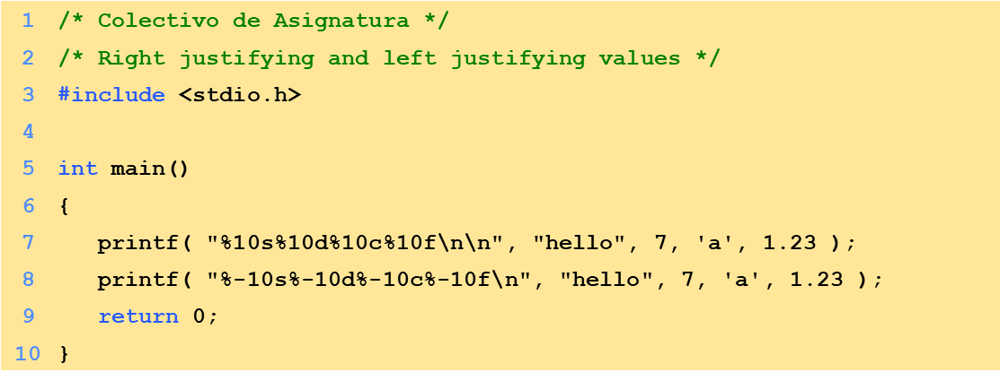 1 /* Colectivo de Asignatura */
2 /* Right justifying and left justifying values */
3 #include <stdio.h>
4
5 int main()
6 {
7    printf( "%10s%10d%10c%10f\n\n", "hello", 7, 'a', 1.23 );
8    printf( "%-10s%-10d%-10c%-10f\n", "hello", 7, 'a', 1.23 );
9    return 0;
10 }